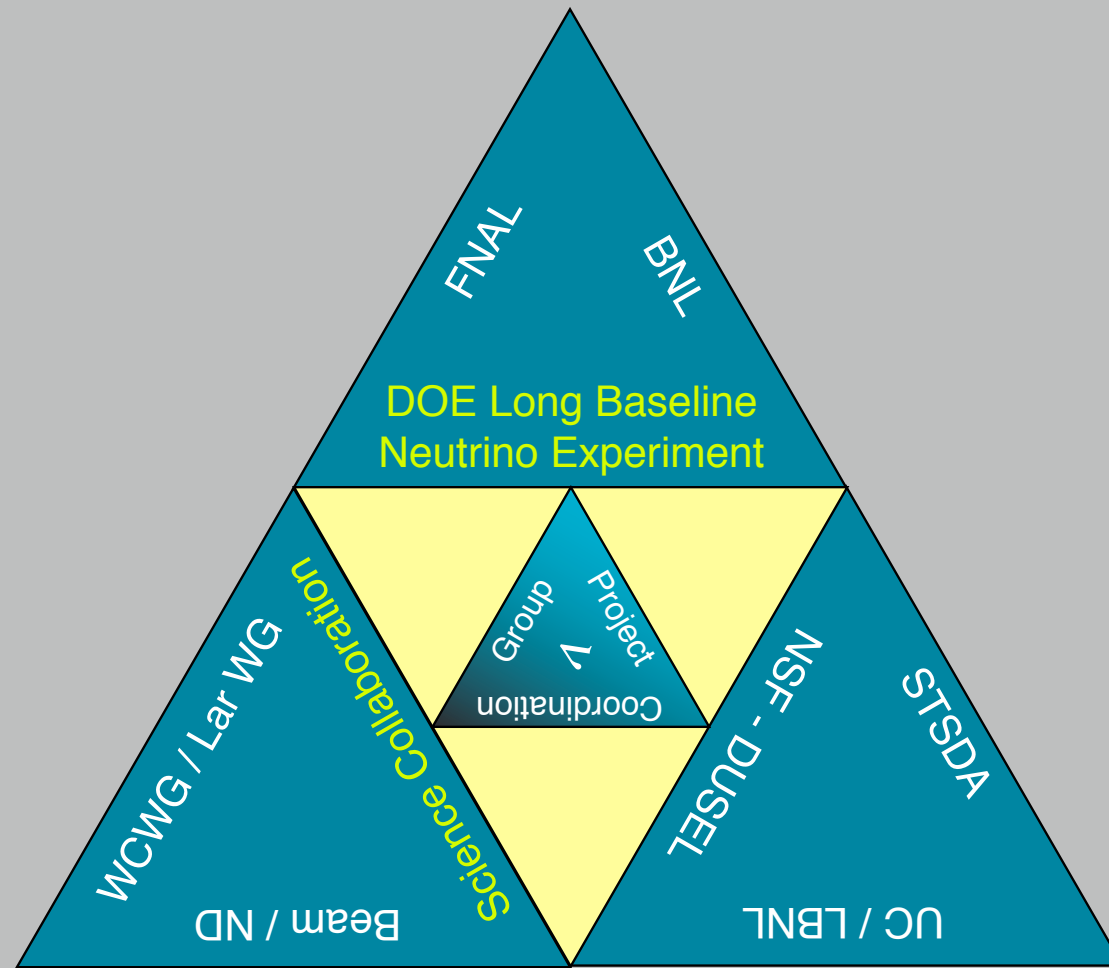 FNAL
BNL
DOE Long Baseline
Neutrino Experiment
Group
Project
ν
Coordination
WCWG / Lar WG
Science Collaboration
Beam / ND
NSF - DUSEL
STSDA
UC / LBNL